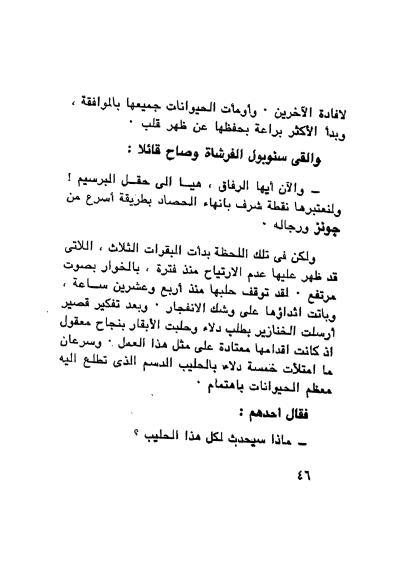 لافادة الآخرين · وأومأت الحيوانات جميعها بالموافقة ،
وبدأ الأكثر براعة بحفظها عن ظهر قلب ·
والقى سنوبول الفرشاة وصاح قائلا :
– والآن أيها الرفاق ، هيا الى حقل البرسيم !
ولنعتبرها نقطة شرف بانهاء الحصاد بطريقة أسرع من
چونز ورجاله ·
ولكن فى تلك اللحظة بدأت البقرات الثلاث ، اللاتى
قد ظهر عليها عدم الارتياح منذ فترة ، بالخوار بصوت
مرتفع · لقد توقف حلبها منذ أربع وعشرين ساعة ،
وباتت اثداؤها على وشك الانفجار · وبعد تفكير قصير
أرسلت الخنازير بطلب دلاء وحلبت الأبقار بنجاح معقول
اذ كانت اقدامها معتادة على مثل هذا العمل · وسرعان
ما امتلأت خمسة دلاء بالحليب الدسم الذى تطلع اليه
معظم الحيوانات باهتمام ·
فقال احدهم :
– ماذا سيحدث لكل هذا الحليب ؟
٤٦